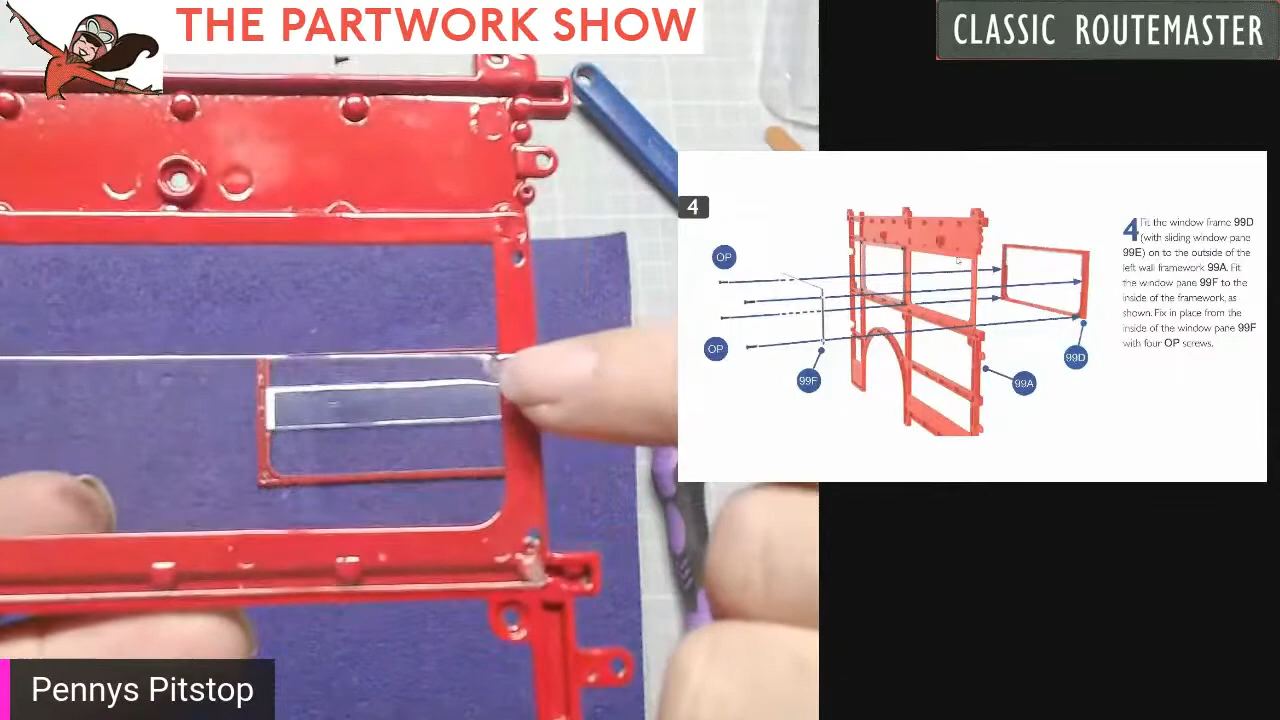 THE PARTWORK SHOW
CLASSIC ROUTEMASTER
4
OP
OP
99F
99A
99D
4 Fit the window frame 99D
(with sliding window pane
99E) on to the outside of the
left wall framework 99A. Fit
the window pane 99F to the
inside of the framework, as
shown. Fix in place from the
inside of the window pane 99F
with four OP screws.
Pennys Pitstop